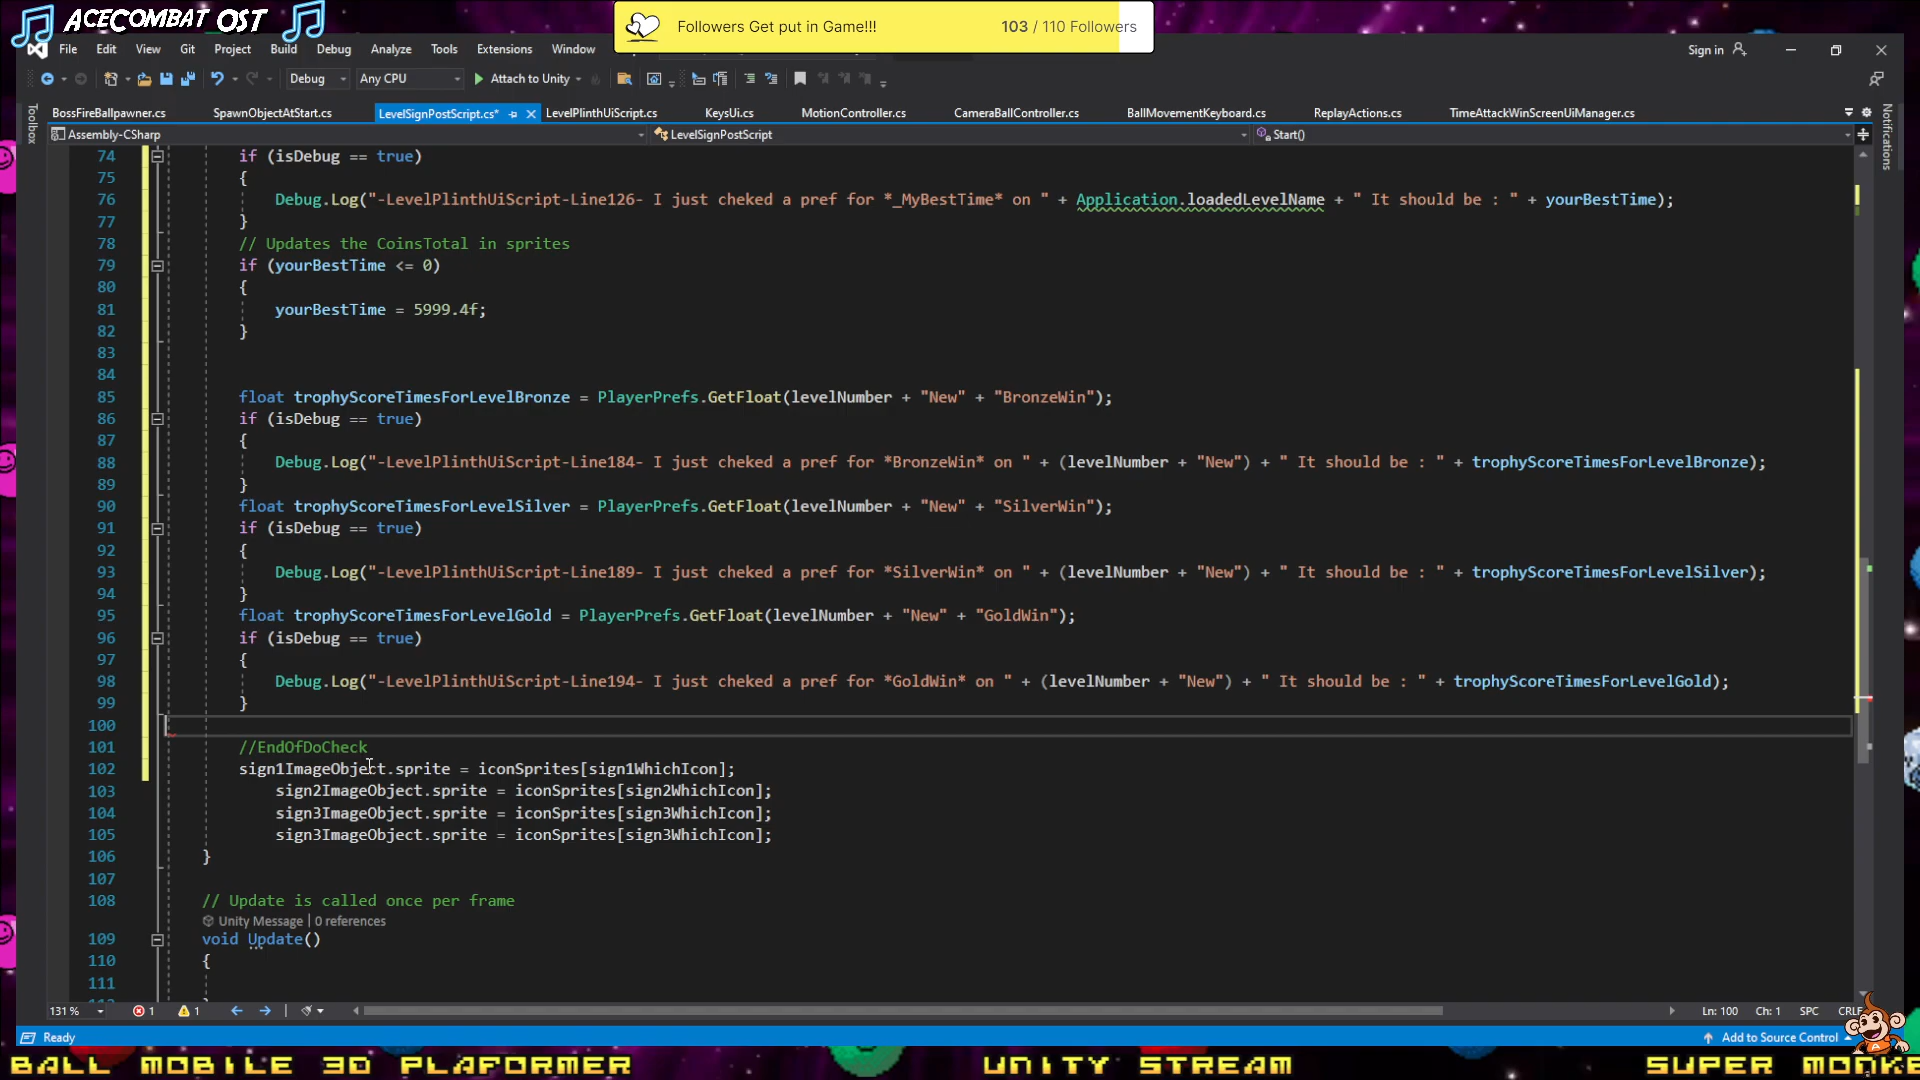 ACECOMBAT OST
Followers Get put in Game!!! 103 / 110 Followers
File Edit View Git Project Build Debug Analyze Tools Extensions Window Sign in
Debug Any CPU Attach to Unity
BossFireBallpawner.cs SpawnObjectAtStart.cs LevelSignPostScript.cs* LevelPlinthUiScript.cs KeysUi.cs MotionController.cs CameraBallController.cs BallMovementKeyboard.cs ReplayActions.cs TimeAttackWinScreenUiManager.cs
Toolbox
Notifications
Assembly-CSharp LevelSignPostScript Start()
74 if (isDebug == true)
75 {
76 Debug.Log("-LevelPlinthUiScript-Line126- I just cheked a pref for *_MyBestTime* on " + Application.loadedLevelName + " It should be : " + yourBestTime);
77 }
78 // Updates the CoinsTotal in sprites
79 if (yourBestTime <= 0)
80 {
81 yourBestTime = 5999.4f;
82 }
83
84
85 float trophyScoreTimesForLevelBronze = PlayerPrefs.GetFloat(levelNumber + "New" + "BronzeWin");
86 if (isDebug == true)
87 {
88 Debug.Log("-LevelPlinthUiScript-Line184- I just cheked a pref for *BronzeWin* on " + (levelNumber + "New") + " It should be : " + trophyScoreTimesForLevelBronze);
89 }
90 float trophyScoreTimesForLevelSilver = PlayerPrefs.GetFloat(levelNumber + "New" + "SilverWin");
91 if (isDebug == true)
92 {
93 Debug.Log("-LevelPlinthUiScript-Line189- I just cheked a pref for *SilverWin* on " + (levelNumber + "New") + " It should be : " + trophyScoreTimesForLevelSilver);
94 }
95 float trophyScoreTimesForLevelGold = PlayerPrefs.GetFloat(levelNumber + "New" + "GoldWin");
96 if (isDebug == true)
97 {
98 Debug.Log("-LevelPlinthUiScript-Line194- I just cheked a pref for *GoldWin* on " + (levelNumber + "New") + " It should be : " + trophyScoreTimesForLevelGold);
99 }
100
101 //EndOfDoCheck
102 sign1ImageObject.sprite = iconSprites[sign1WhichIcon];
103 sign2ImageObject.sprite = iconSprites[sign2WhichIcon];
104 sign3ImageObject.sprite = iconSprites[sign3WhichIcon];
105 sign3ImageObject.sprite = iconSprites[sign3WhichIcon];
106 }
107
108 // Update is called once per frame
Unity Message | 0 references
109 void Update()
110 {
111
131 % 1 1 Ln: 100 Ch: 1 SPC CRLF
Ready Add to Source Control
BALL MOBILE 3D PLAFORMER UNITY STREAM SUPER MONKE